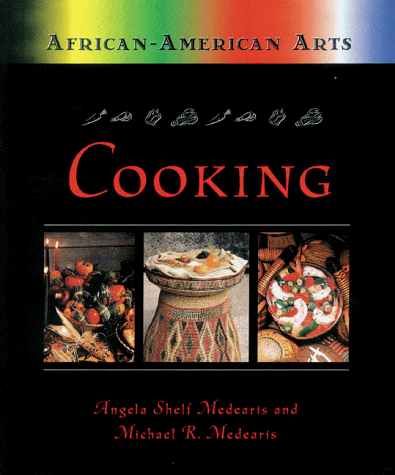 AFRICAN-AMERICAN ARTS
COOKING
Angela Shelf Medearis and
Michael R. Medearis